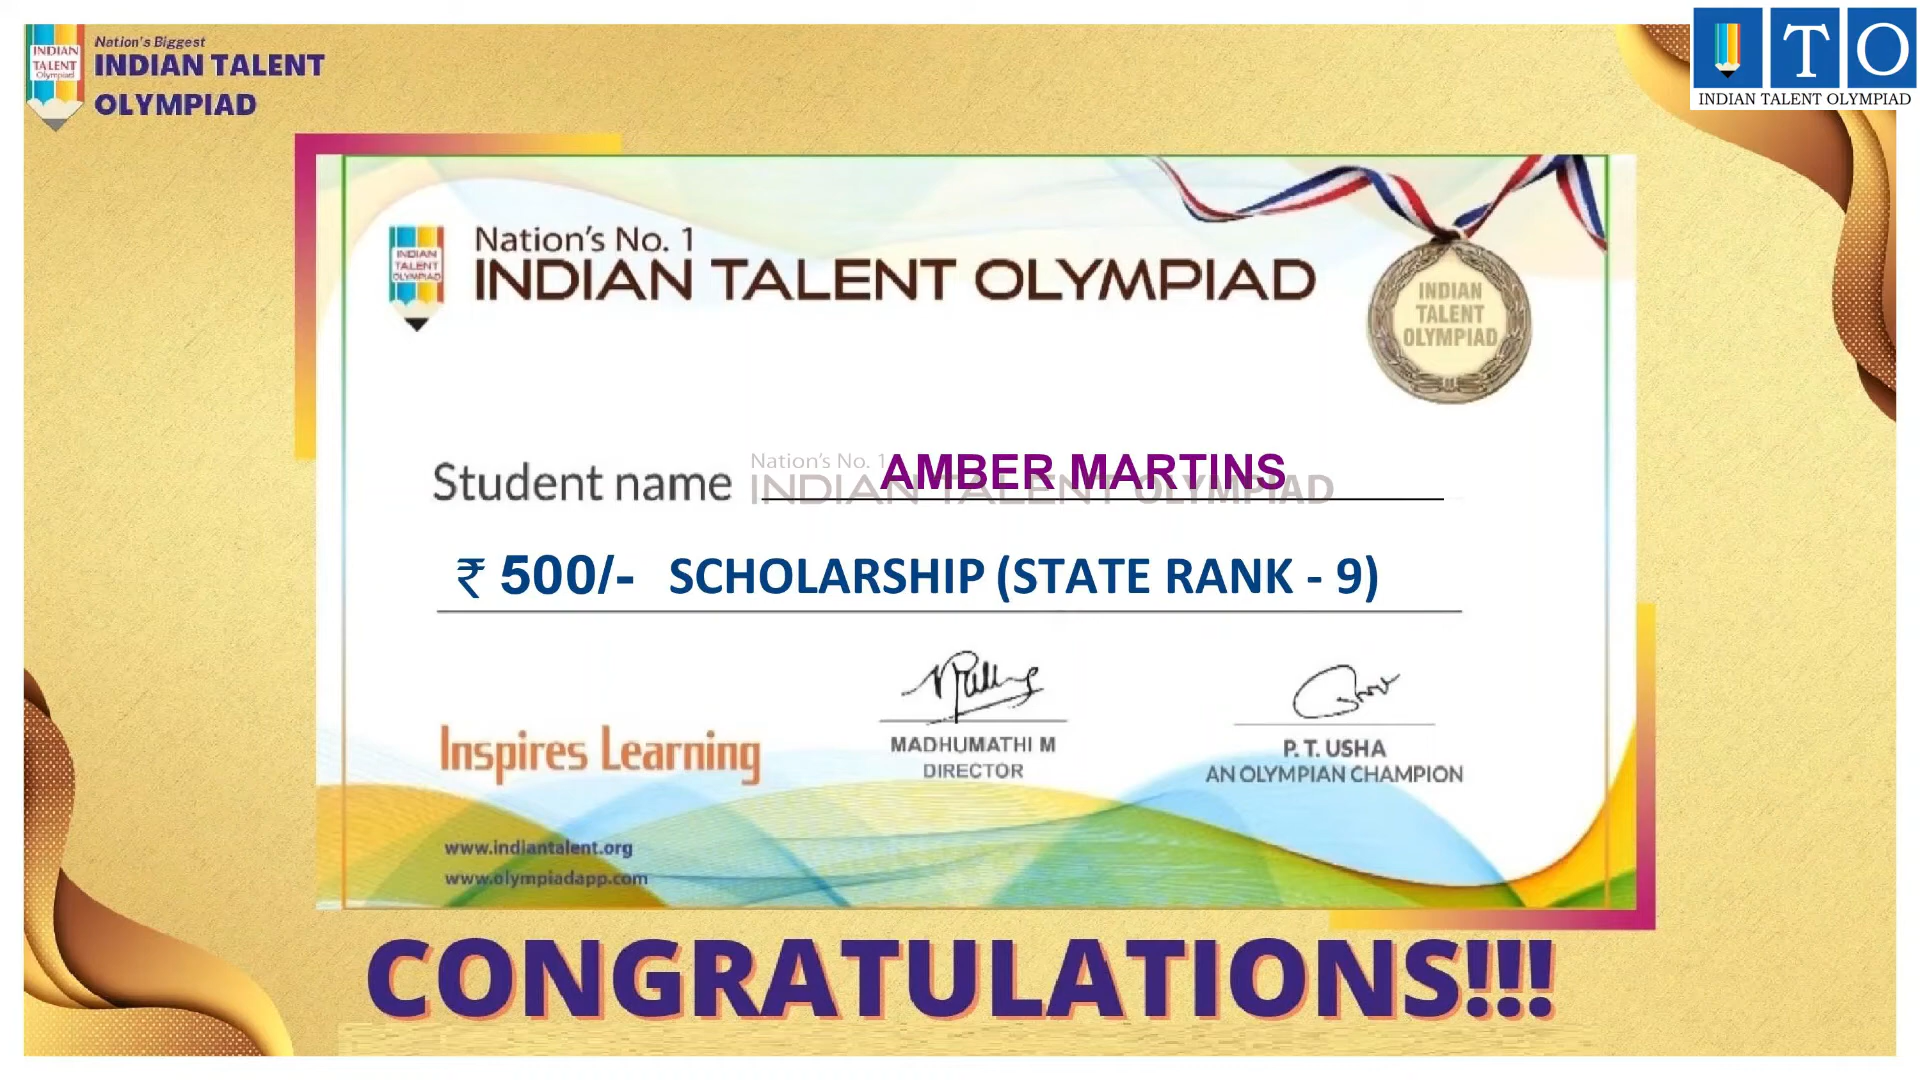 Nation's Biggest
INDIAN TALENT
OLYMPIAD
INDIAN
TALENT
Olympiad
ITO
INDIAN TALENT OLYMPIAD
Nation's No. 1
INDIAN TALENT OLYMPIAD
INDIAN
TALENT
OLYMPIAD
INDIAN
TALENT
OLYMPIAD
Student name AMBER MARTINS
Nation's No. 1
INDIAN TALENT OLYMPIAD
₹ 500/- SCHOLARSHIP (STATE RANK - 9)
Inspires Learning
MADHUMATHI M
DIRECTOR
P. T. USHA
AN OLYMPIAN CHAMPION
www.indiantalent.org
www.olympiadapp.com
CONGRATULATIONS!!!